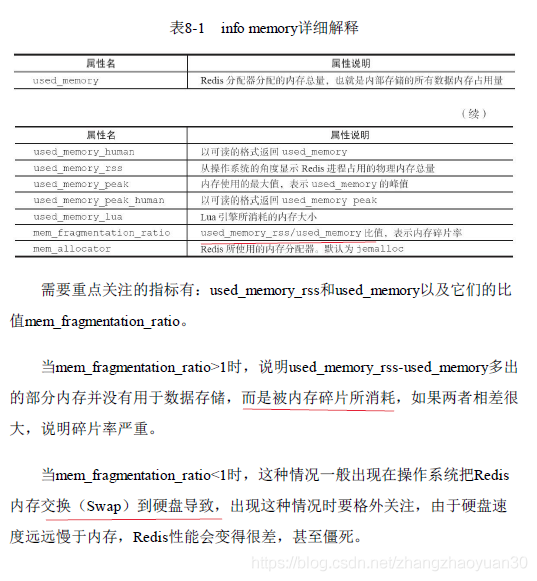 表8-1 info memory详细解释
属性名 属性说明
used_memory Redis 分配器分配的内存总量，也就是内部存储的所有数据内存占用量
（续）
属性名 属性说明
used_memory_human 以可读的格式返回 used_memory
used_memory_rss 从操作系统的角度显示 Redis 进程占用的物理内存总量
used_memory_peak 内存使用的最大值，表示 used_memory 的峰值
used_memory_peak_human 以可读的格式返回 used_memory_peak
used_memory_lua Lua 引擎所消耗的内存大小
mem_fragmentation_ratio used_memory_rss/used_memory 比值，表示内存碎片率
mem_allocator Redis 所使用的内存分配器。默认为 jemalloc
需要重点关注的指标有：used_memory_rss和used_memory以及它们的比
值mem_fragmentation_ratio。
当mem_fragmentation_ratio>1时，说明used_memory_rss-used_memory多出
的部分内存并没有用于数据存储，而是被内存碎片所消耗，如果两者相差很
大，说明碎片率严重。
当mem_fragmentation_ratio<1时，这种情况一般出现在操作系统把Redis
内存交换（Swap）到硬盘导致，出现这种情况时要格外关注，由于硬盘速
度远远慢于内存，Redis性能会变得很差，甚至僵死。
https://blog.csdn.net/zhangzhaoyuan30